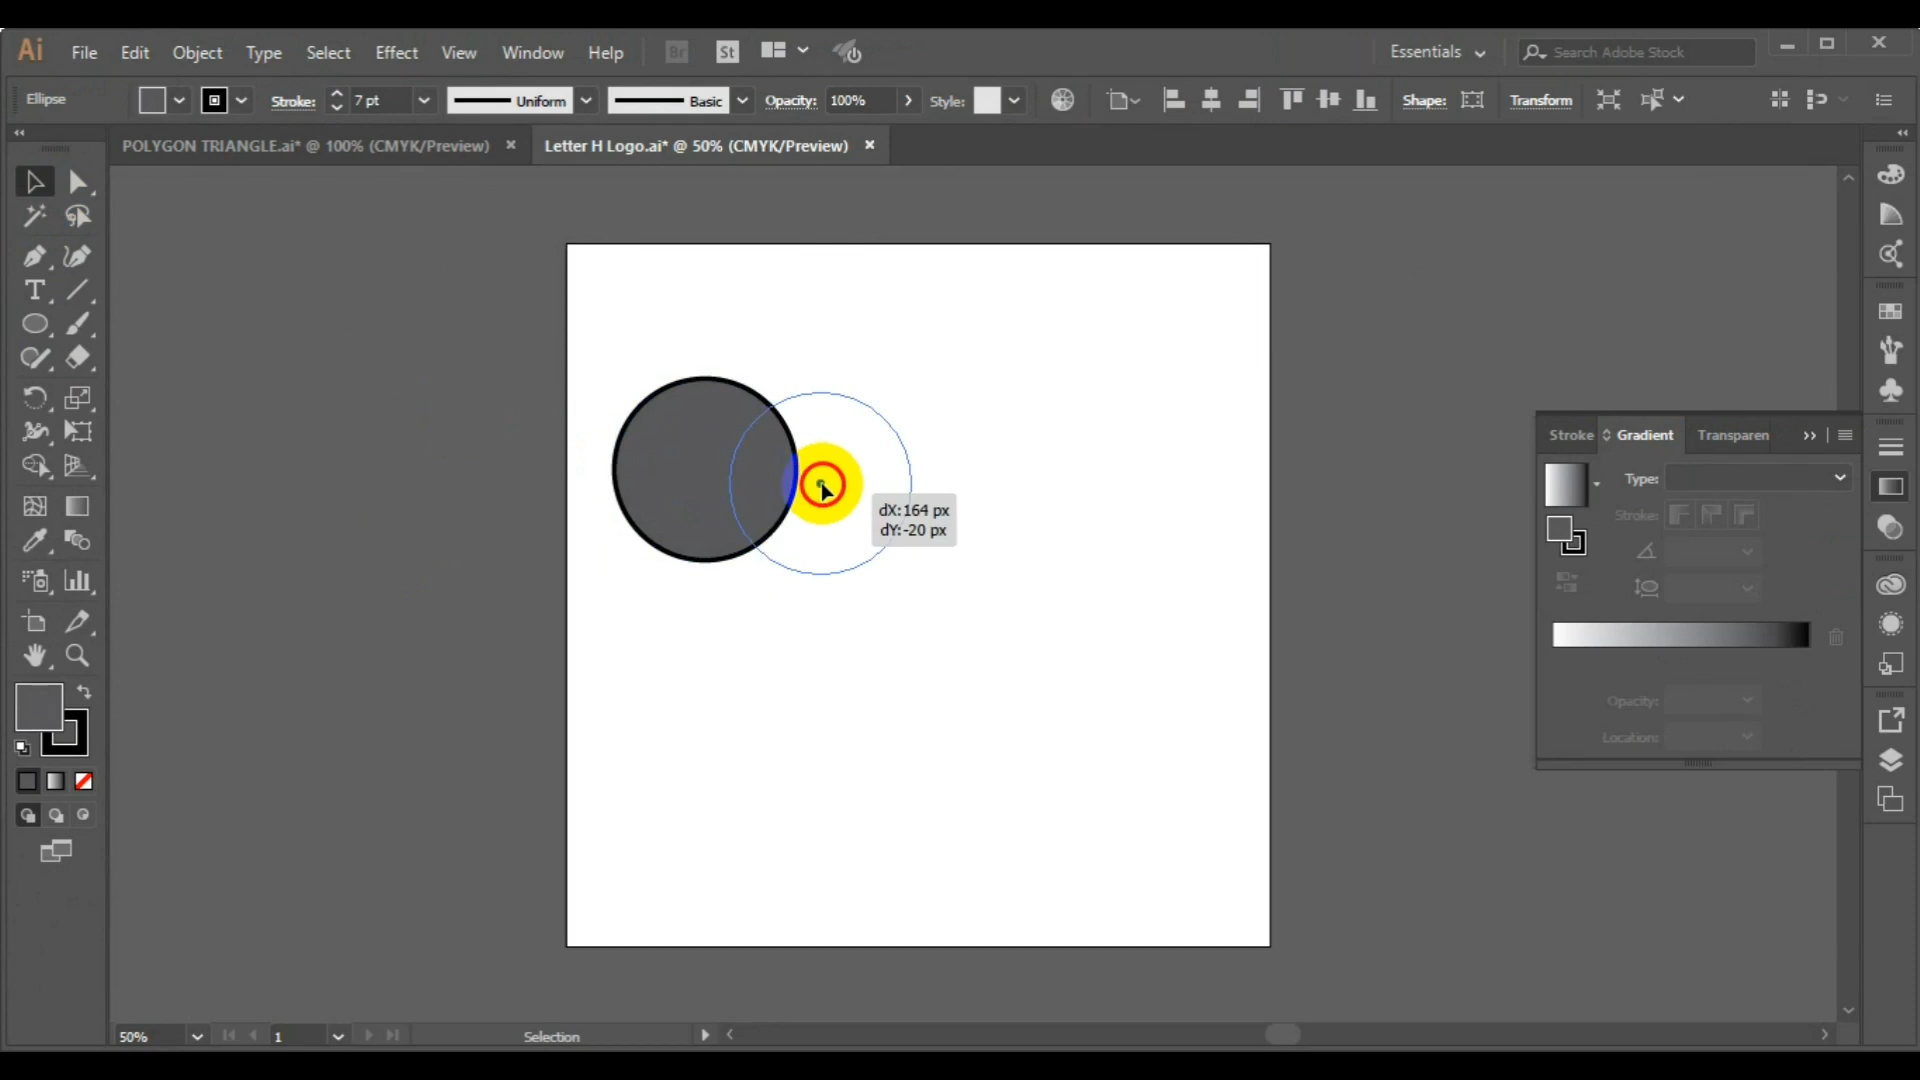 Ai File Edit Object Type Select Effect View Window Help Br St Essentials Search Adobe Stock
Ellipse Stroke: 7 pt Uniform Basic Opacity: 100% Style: Shape: Transform
POLYGON TRIANGLE.ai* @ 100% (CMYK/Preview) Letter H Logo.ai* @ 50% (CMYK/Preview)
Stroke Gradient Transparen
Type:
Stroke:
dX:164 px
dY:-20 px
Opacity:
Location:
50% 1 Selection